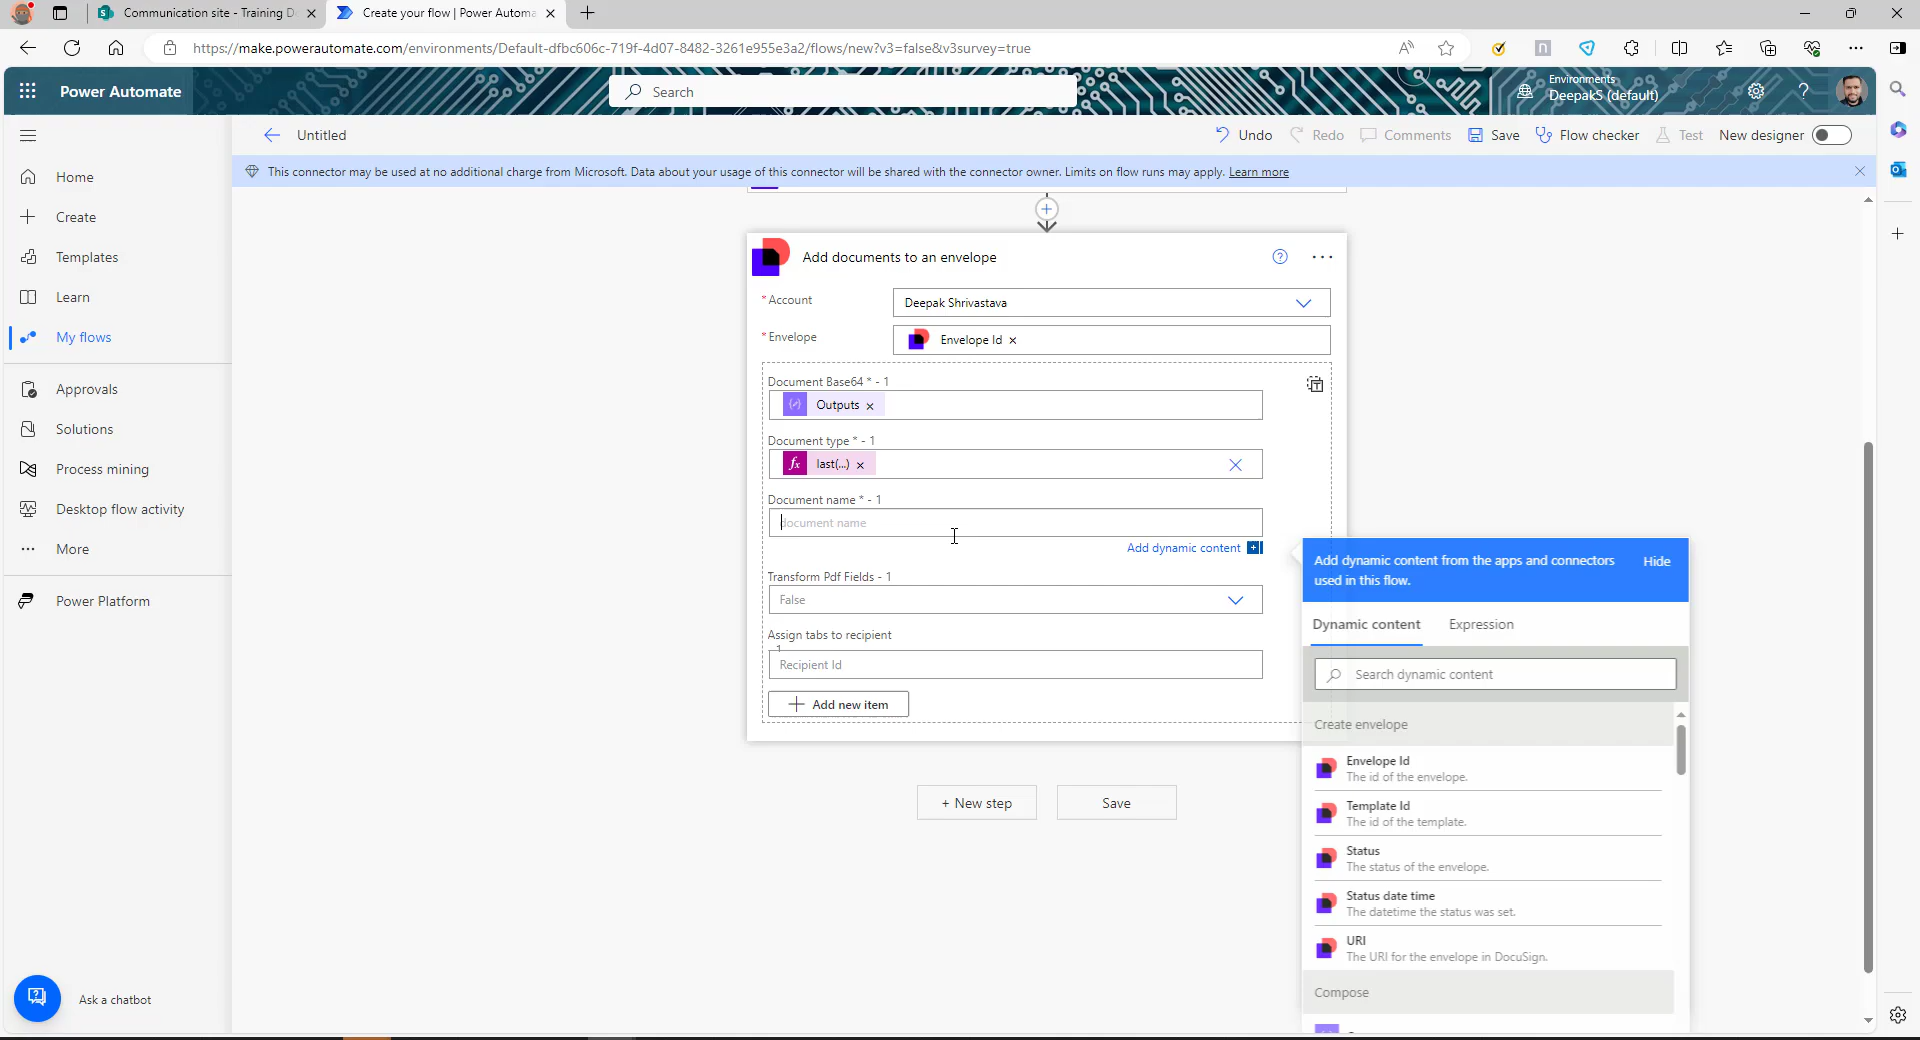 Communication site - Training D
Create your flow | Power Automa
https://make.powerautomate.com/environments/Default-dfbc606c-719f-4d07-8482-3261e955e3a2/flows/new?v3=false&v3survey=true
Power Automate
Search
Environments
DeepakS (default)
Untitled
Undo
Redo
Comments
Save
Flow checker
Test
New designer
This connector may be used at no additional charge from Microsoft. Data about your usage of this connector will be shared with the connector owner. Limits on flow runs may apply. Learn more
Home
Create
Templates
Learn
My flows
Approvals
Solutions
Process mining
Desktop flow activity
More
Power Platform
Ask a chatbot
Add documents to an envelope
* Account
Deepak Shrivastava
* Envelope
Envelope Id
Document Base64 * - 1
Outputs
Document type * - 1
fx last(...)
Document name * - 1
document name
Add dynamic content
Transform Pdf Fields - 1
False
Assign tabs to recipient
- 1
Recipient Id
Add new item
+ New step
Save
Add dynamic content from the apps and connectors
used in this flow.
Hide
Dynamic content
Expression
Search dynamic content
Create envelope
Envelope Id
The id of the envelope.
Template Id
The id of the template.
Status
The status of the envelope.
Status date time
The datetime the status was set.
URI
The URI for the envelope in DocuSign.
Compose